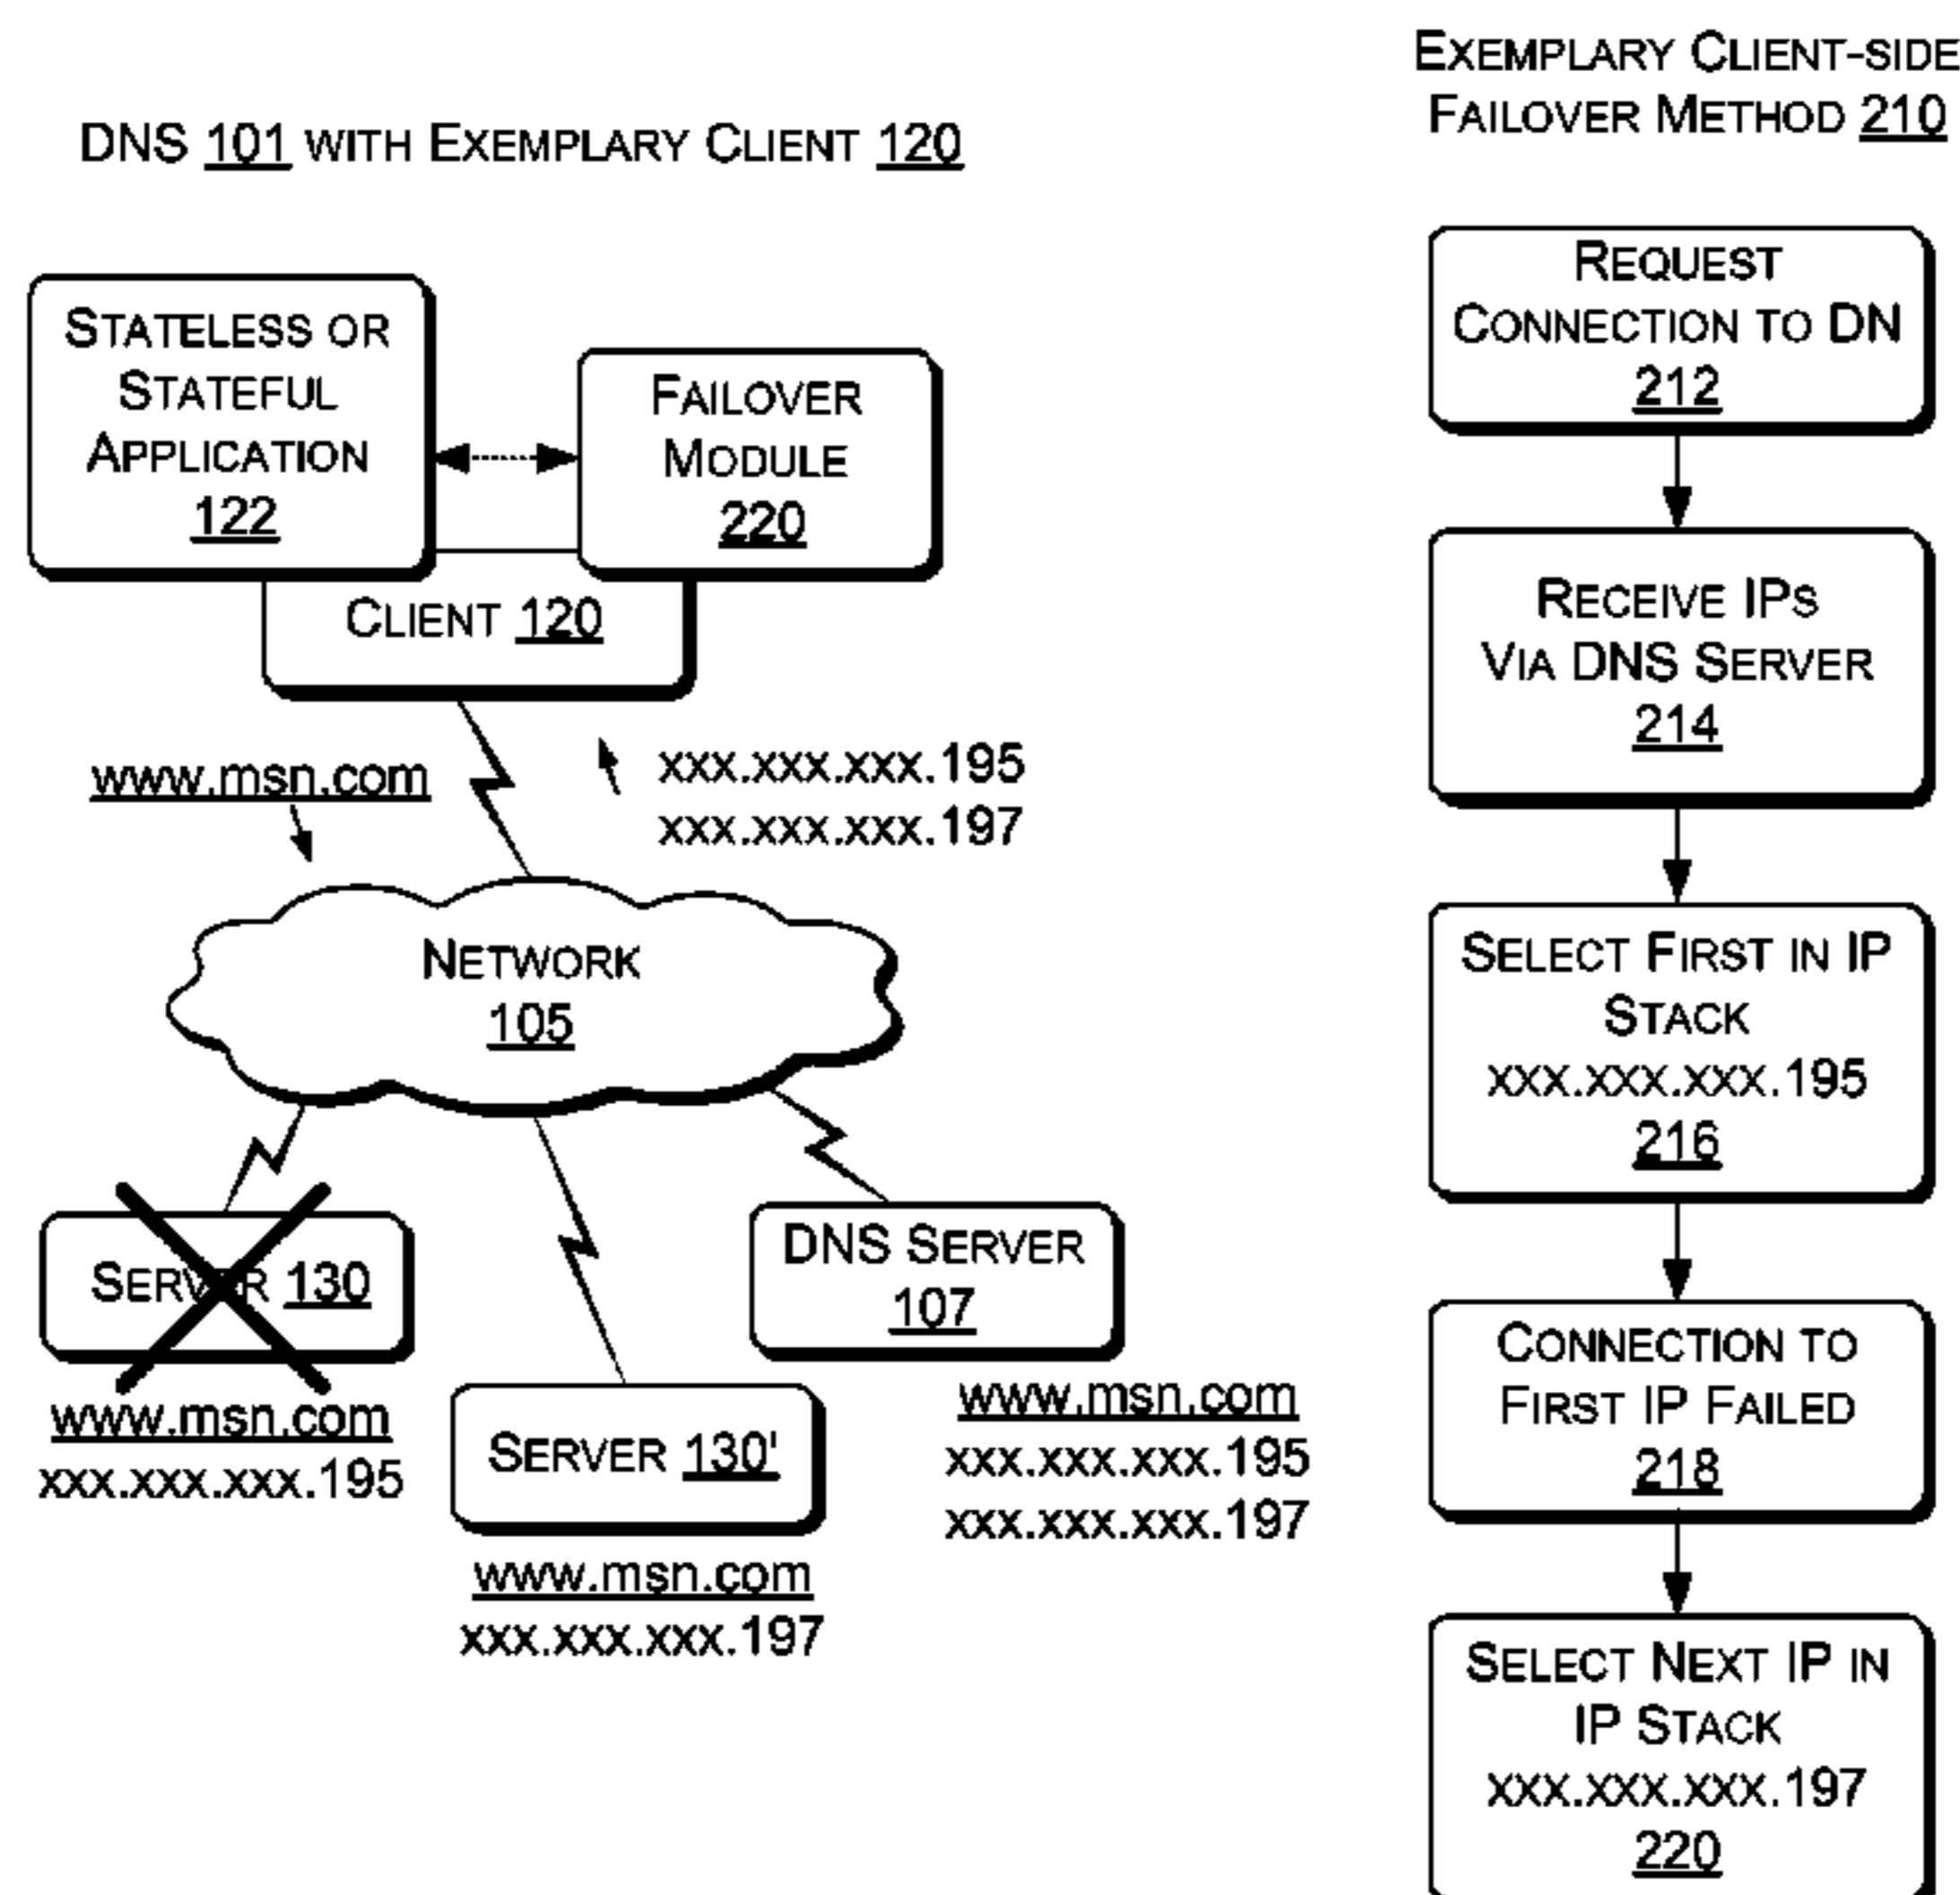 DNS 101 WITH EXEMPLARY CLIENT 120
STATELESS OR
STATEFUL
APPLICATION
122
FAILOVER
MODULE
220
CLIENT 120
www.msn.com
xxx.xxx.xxx.195
xxx.xxx.xxx.197
NETWORK
105
SERVER 130
www.msn.com
xxx.xxx.xxx.195
SERVER 130'
www.msn.com
xxx.xxx.xxx.197
DNS SERVER
107
www.msn.com
xxx.xxx.xxx.195
xxx.xxx.xxx.197
EXEMPLARY CLIENT-SIDE
FAILOVER METHOD 210
REQUEST
CONNECTION TO DN
212
RECEIVE IPS
VIA DNS SERVER
214
SELECT FIRST IN IP
STACK
xxx.xxx.xxx.195
216
CONNECTION TO
FIRST IP FAILED
218
SELECT NEXT IP IN
IP STACK
xxx.xxx.xxx.197
220